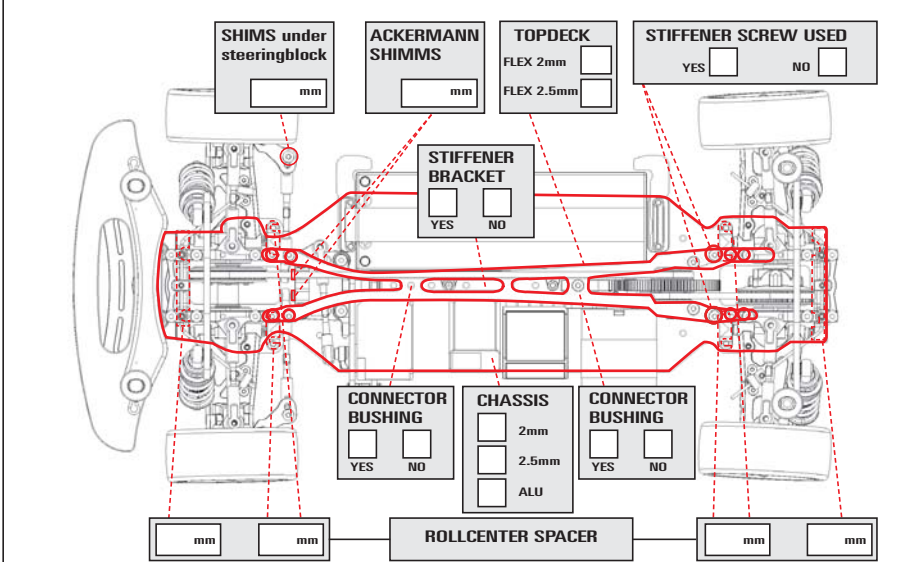 SHIMS under
steeringblock
mm
ACKERMANN
SHIMMS
mm
TOPDECK
FLEX 2mm
FLEX 2.5mm
STIFFENER SCREW USED
YES NO
STIFFENER
BRACKET
YES NO
CONNECTOR
BUSHING
YES NO
CHASSIS
2mm
2.5mm
ALU
CONNECTOR
BUSHING
YES NO
mm mm
ROLLCENTER SPACER
mm mm